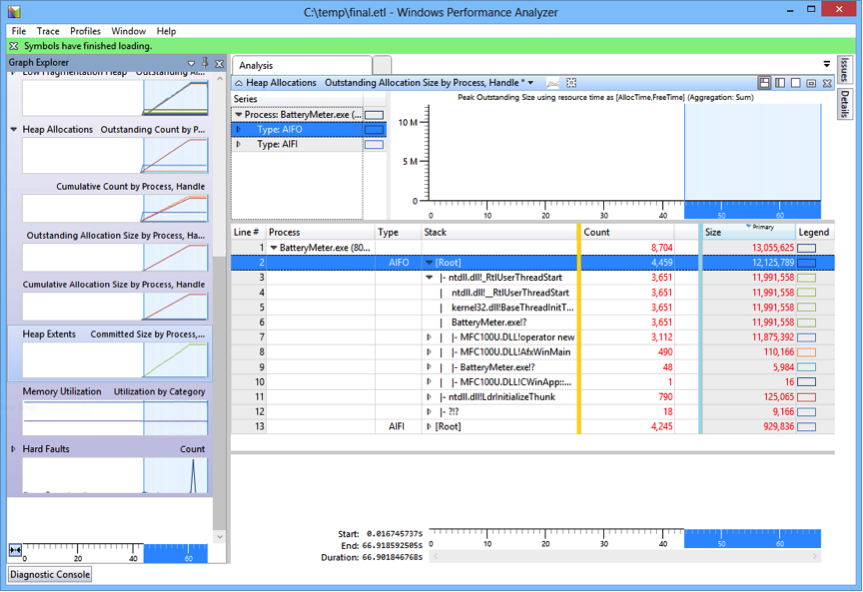 C:\temp\final.etl - Windows Performance Analyzer
File Trace Profiles Window Help
Symbols have finished loading.
Graph Explorer
Low Fragmentation Heap Outstanding Al...
Heap Allocations Outstanding Count by P...
Cumulative Count by Process, Handle
Outstanding Allocation Size by Process, Ha...
Cumulative Allocation Size by Process, Handle
Heap Extents Committed Size by Process,...
Memory Utilization Utilization by Category
Hard Faults Count
0 20 40 60
Diagnostic Console
Analysis
Heap Allocations Outstanding Allocation Size by Process, Handle *
Series
Process: BatteryMeter.exe (...
Type: AIFO
Type: AIFI
Peak Outstanding Size using resource time as [AllocTime,FreeTime] (Aggregation: Sum)
10 M
5 M
0
0 10 20 30 40 50 60
Line # Process Type Stack Count Size Primary Legend
1 BatteryMeter.exe (80... 8,704 13,055,625
2 AIFO [Root] 4,459 12,125,789
3 |- ntdll.dll!_RtlUserThreadStart 3,651 11,991,558
4 | ntdll.dll!__RtlUserThreadStart 3,651 11,991,558
5 | kernel32.dll!BaseThreadInitT... 3,651 11,991,558
6 | BatteryMeter.exe!? 3,651 11,991,558
7 | |- MFC100U.DLL!operator new 3,112 11,875,392
8 | |- MFC100U.DLL!AfxWinMain 490 110,166
9 | |- BatteryMeter.exe!? 48 5,984
10 | |- MFC100U.DLL!CWinApp::... 1 16
11 |- ntdll.dll!LdrInitializeThunk 790 125,065
12 |- ?!? 18 9,166
13 AIFI [Root] 4,245 929,836
Start: 0.016745737s
End: 66.918592505s
Duration: 66.901846768s
0 10 20 30 40 50 60
Issues
Details